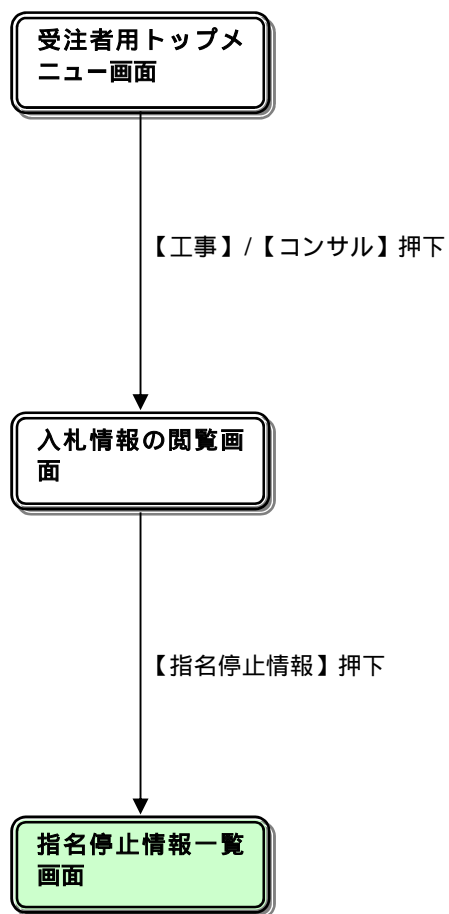 受注者用トップメ
ニュー画面
【工事】/【コンサル】押下
入札情報の閲覧画
面
【指名停止情報】押下
指名停止情報一覧
画面